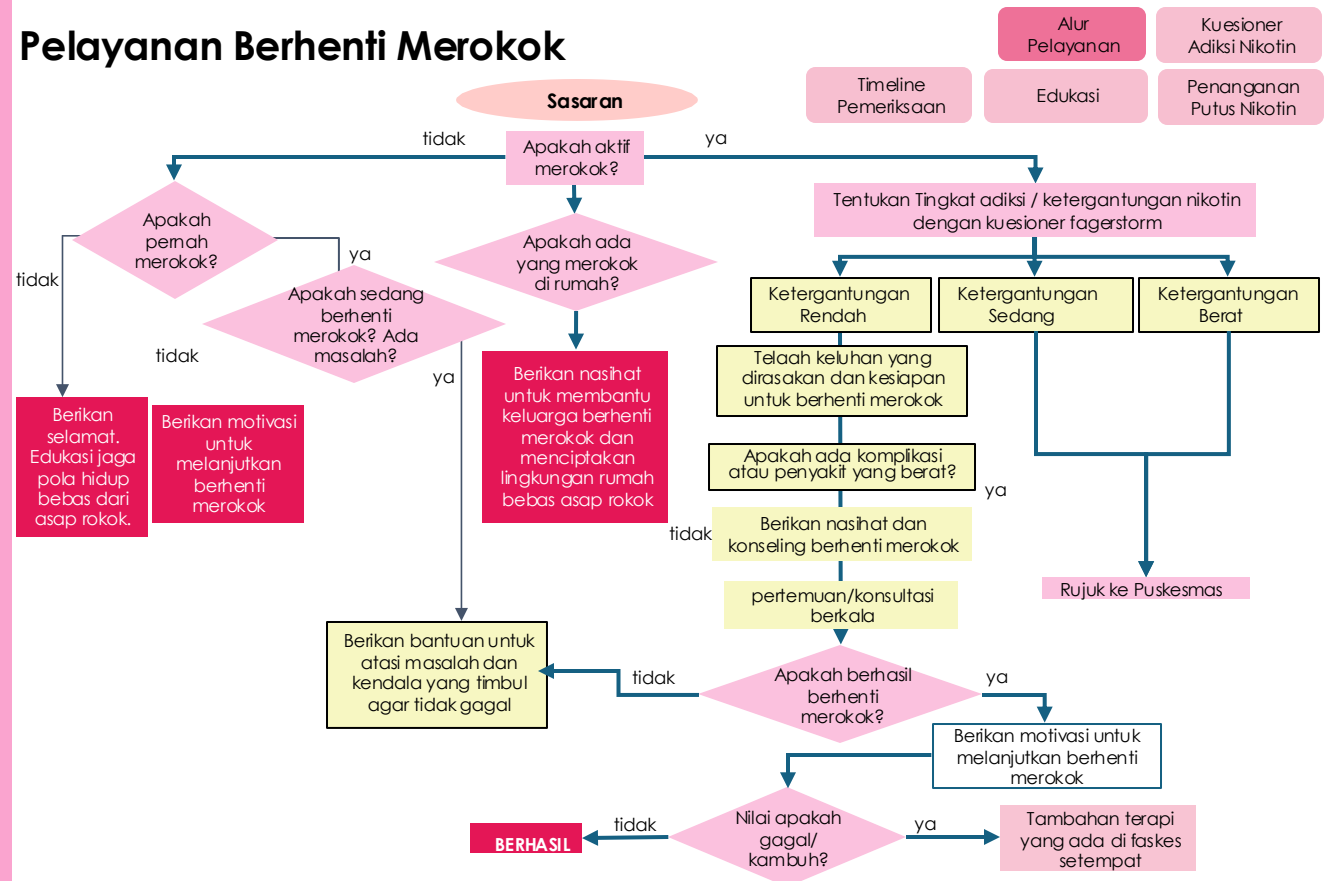 Pelayanan Berhenti Merokok
Alur
Pelayanan
Kuesioner
Adiksi Nikotin
Timeline
Pemeriksaan
Edukasi
Penanganan
Putus Nikotin
Sasaran
tidak
Apakah aktif
merokok?
ya
Apakah
pernah
merokok?
tidak
ya
Apakah sedang
berhenti
merokok? Ada
masalah?
tidak
ya
Apakah ada
yang merokok
di rumah?
Tentukan Tingkat adiksi / ketergantungan nikotin
dengan kuesioner fagerstorm
Ketergantungan
Rendah
Ketergantungan
Sedang
Ketergantungan
Berat
Berikan
selamat.
Edukasi jaga
pola hidup
bebas dari
asap rokok.
Berikan motivasi
untuk
melanjutkan
berhenti
merokok
Berikan nasihat
untuk membantu
keluarga berhenti
merokok dan
menciptakan
lingkungan rumah
bebas asap rokok
Telaah keluhan yang
dirasakan dan kesiapan
untuk berhenti merokok
Apakah ada komplikasi
atau penyakit yang berat?
ya
tidak
Berikan nasihat dan
konseling berhenti merokok
pertemuan/konsultasi
berkala
Rujuk ke Puskesmas
Berikan bantuan untuk
atasi masalah dan
kendala yang timbul
agar tidak gagal
tidak
Apakah berhasil
berhenti
merokok?
ya
Berikan motivasi untuk
melanjutkan berhenti
merokok
Nilai apakah
gagal/
kambuh?
tidak
BERHASIL
ya
Tambahan terapi
yang ada di faskes
setempat